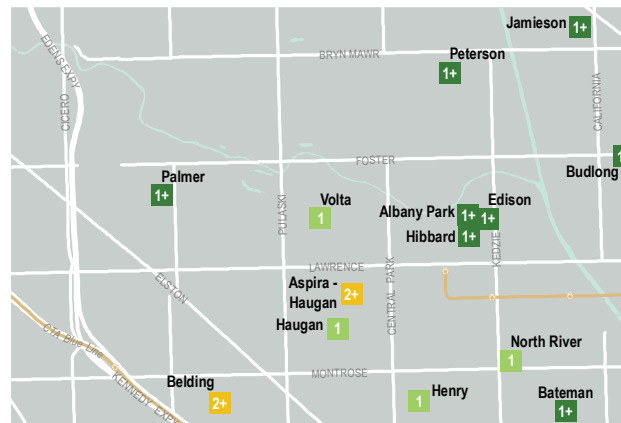 Jamieson
1+
BRYN MAWR
Peterson
1+
EDENS EXPY
CICERO
CALIFORNIA
FOSTER
1
Budlong
Palmer
1+
PULASKI
Volta
1
Albany Park
1+
Edison
1+
Hibbard
1+
KEDZIE
LAWRENCE
CENTRAL PARK
ELSTON
Aspira -
Haugan
2+
Haugan
1
CTA Blue Line
North River
1
KENNEDY EXPY
MONTROSE
Belding
2+
Henry
1
Bateman
1+